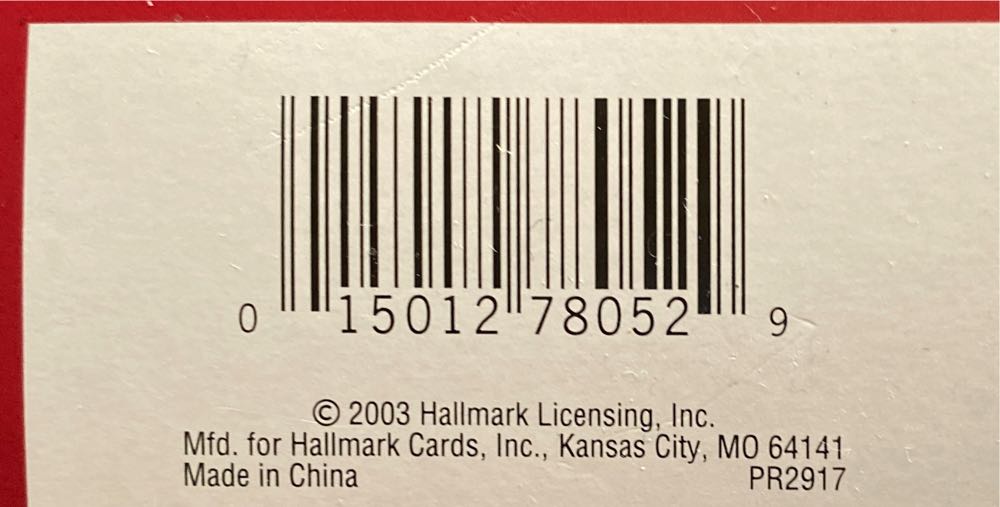 0 15012 78052 9
© 2003 Hallmark Licensing, Inc.
Mfd. for Hallmark Cards, Inc., Kansas City, MO 64141
Made in China PR2917